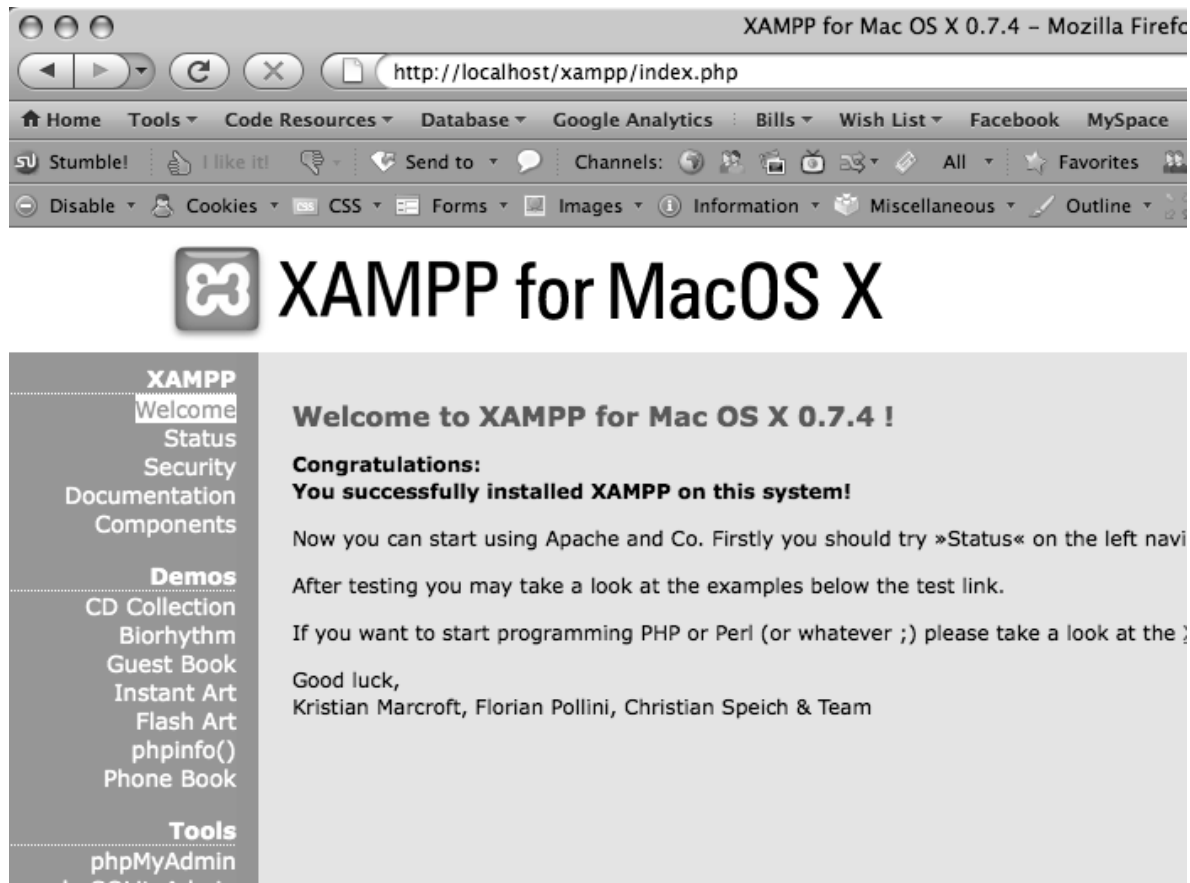 XAMPP for Mac OS X 0.7.4 – Mozilla
http://localhost/xampp/index.php
Home Tools Code Resources Database Google Analytics Bills Wish List Facebook MySpace
Stumble! I like it! Send to Channels: All Favorites
Disable Cookies CSS Forms Images Information Miscellaneous Outline
XAMPP for MacOS X
XAMPP
Welcome
Status
Security
Documentation
Components
Demos
CD Collection
Biorhythm
Guest Book
Instant Art
Flash Art
phpinfo()
Phone Book
Tools
phpMyAdmin
Welcome to XAMPP for Mac OS X 0.7.4 !
Congratulations:
You successfully installed XAMPP on this system!
Now you can start using Apache and Co. Firstly you should try »Status« on the left
After testing you may take a look at the examples below the test link.
If you want to start programming PHP or Perl (or whatever ;) please take a look at the
Good luck,
Kristian Marcroft, Florian Pollini, Christian Speich & Team